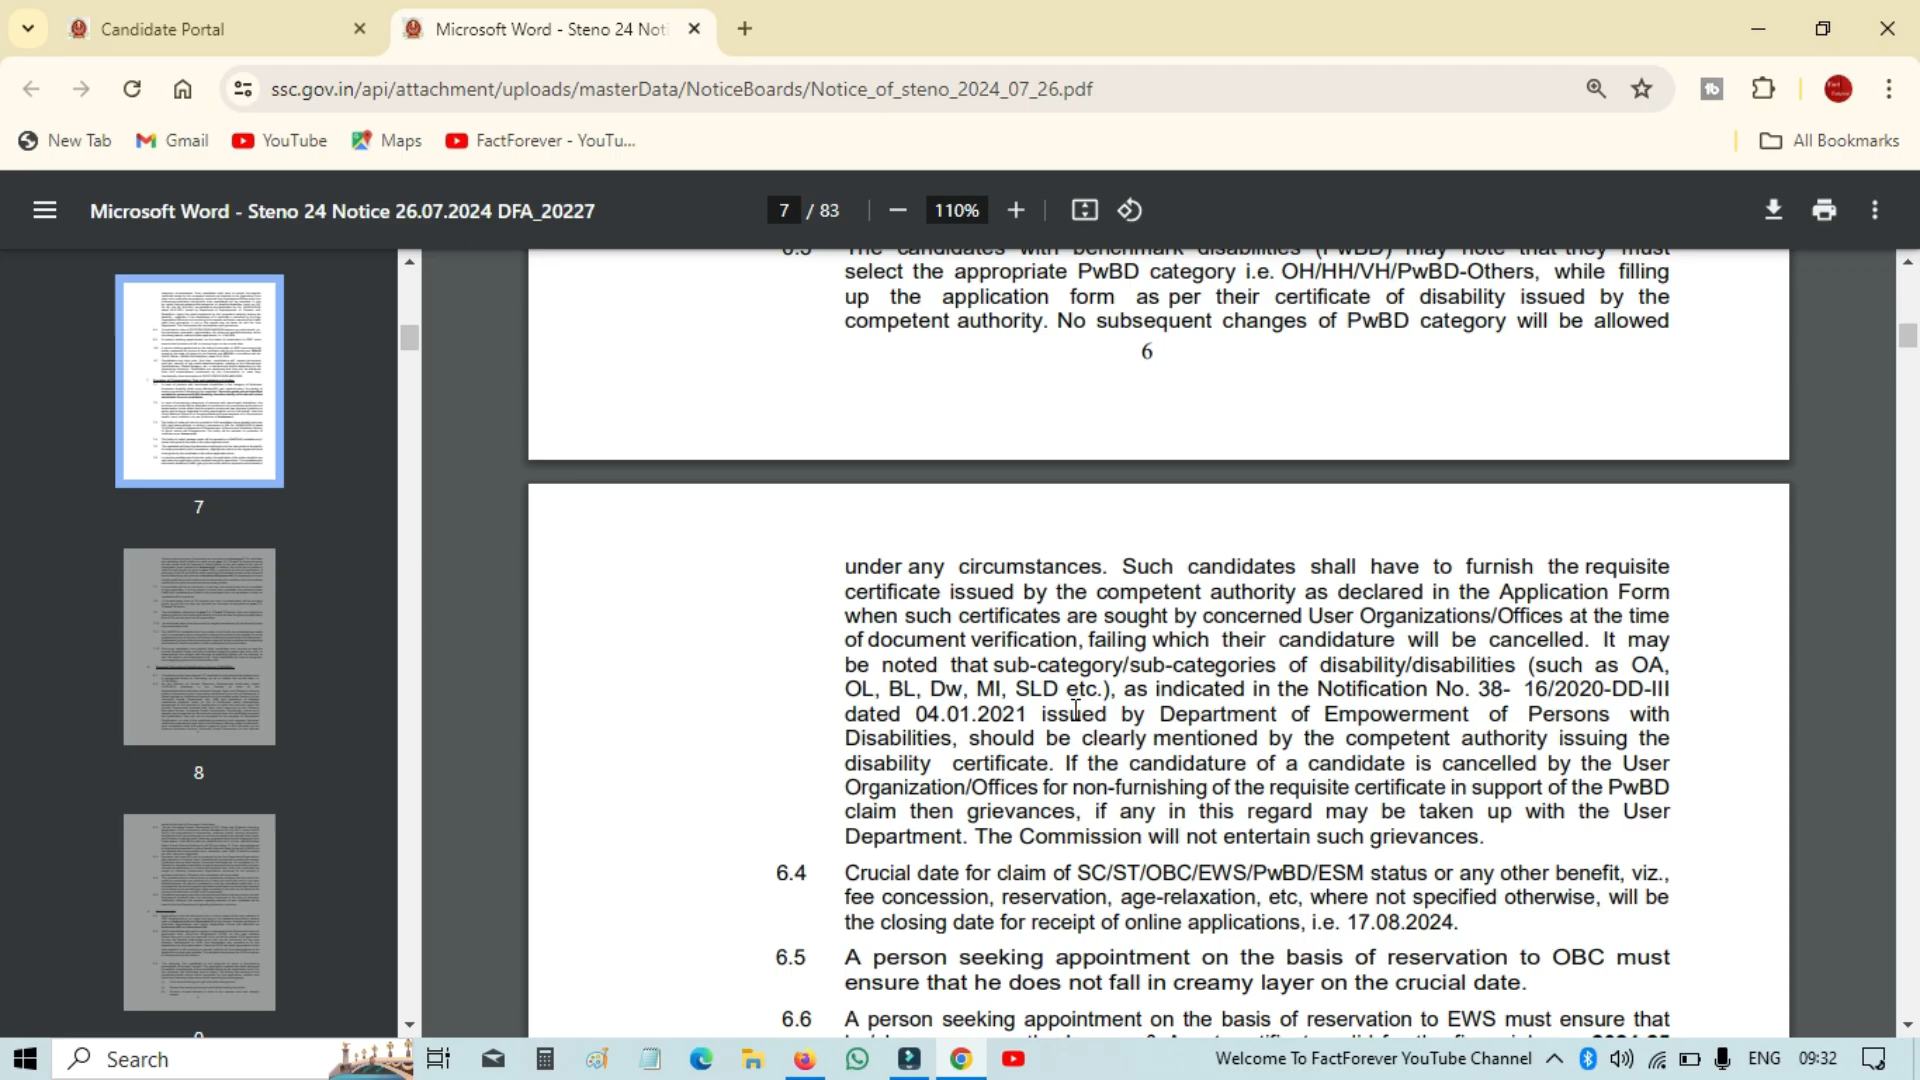 Candidate Portal
Microsoft Word - Steno 24 Noti
ssc.gov.in/api/attachment/uploads/masterData/NoticeBoards/Notice_of_steno_2024_07_26.pdf
New Tab
Gmail
YouTube
Maps
FactForever - YouTu...
All Bookmarks
Microsoft Word - Steno 24 Notice 26.07.2024 DFA_20227
7 / 83
110%
7
8
6.3 The candidates with benchmark disabilities (PwBD) may note that they must
select the appropriate PwBD category i.e. OH/HH/VH/PwBD-Others, while filling
up the application form as per their certificate of disability issued by the
competent authority. No subsequent changes of PwBD category will be allowed
6
under any circumstances. Such candidates shall have to furnish the requisite
certificate issued by the competent authority as declared in the Application Form
when such certificates are sought by concerned User Organizations/Offices at the time
of document verification, failing which their candidature will be cancelled. It may
be noted that sub-category/sub-categories of disability/disabilities (such as OA,
OL, BL, Dw, MI, SLD etc.), as indicated in the Notification No. 38- 16/2020-DD-III
dated 04.01.2021 issued by Department of Empowerment of Persons with
Disabilities, should be clearly mentioned by the competent authority issuing the
disability certificate. If the candidature of a candidate is cancelled by the User
Organization/Offices for non-furnishing of the requisite certificate in support of the PwBD
claim then grievances, if any in this regard may be taken up with the User
Department. The Commission will not entertain such grievances.
6.4 Crucial date for claim of SC/ST/OBC/EWS/PwBD/ESM status or any other benefit, viz.,
fee concession, reservation, age-relaxation, etc, where not specified otherwise, will be
the closing date for receipt of online applications, i.e. 17.08.2024.
6.5 A person seeking appointment on the basis of reservation to OBC must
ensure that he does not fall in creamy layer on the crucial date.
6.6 A person seeking appointment on the basis of reservation to EWS must ensure that
Search
Welcome To FactForever YouTube Channel
ENG
09:32